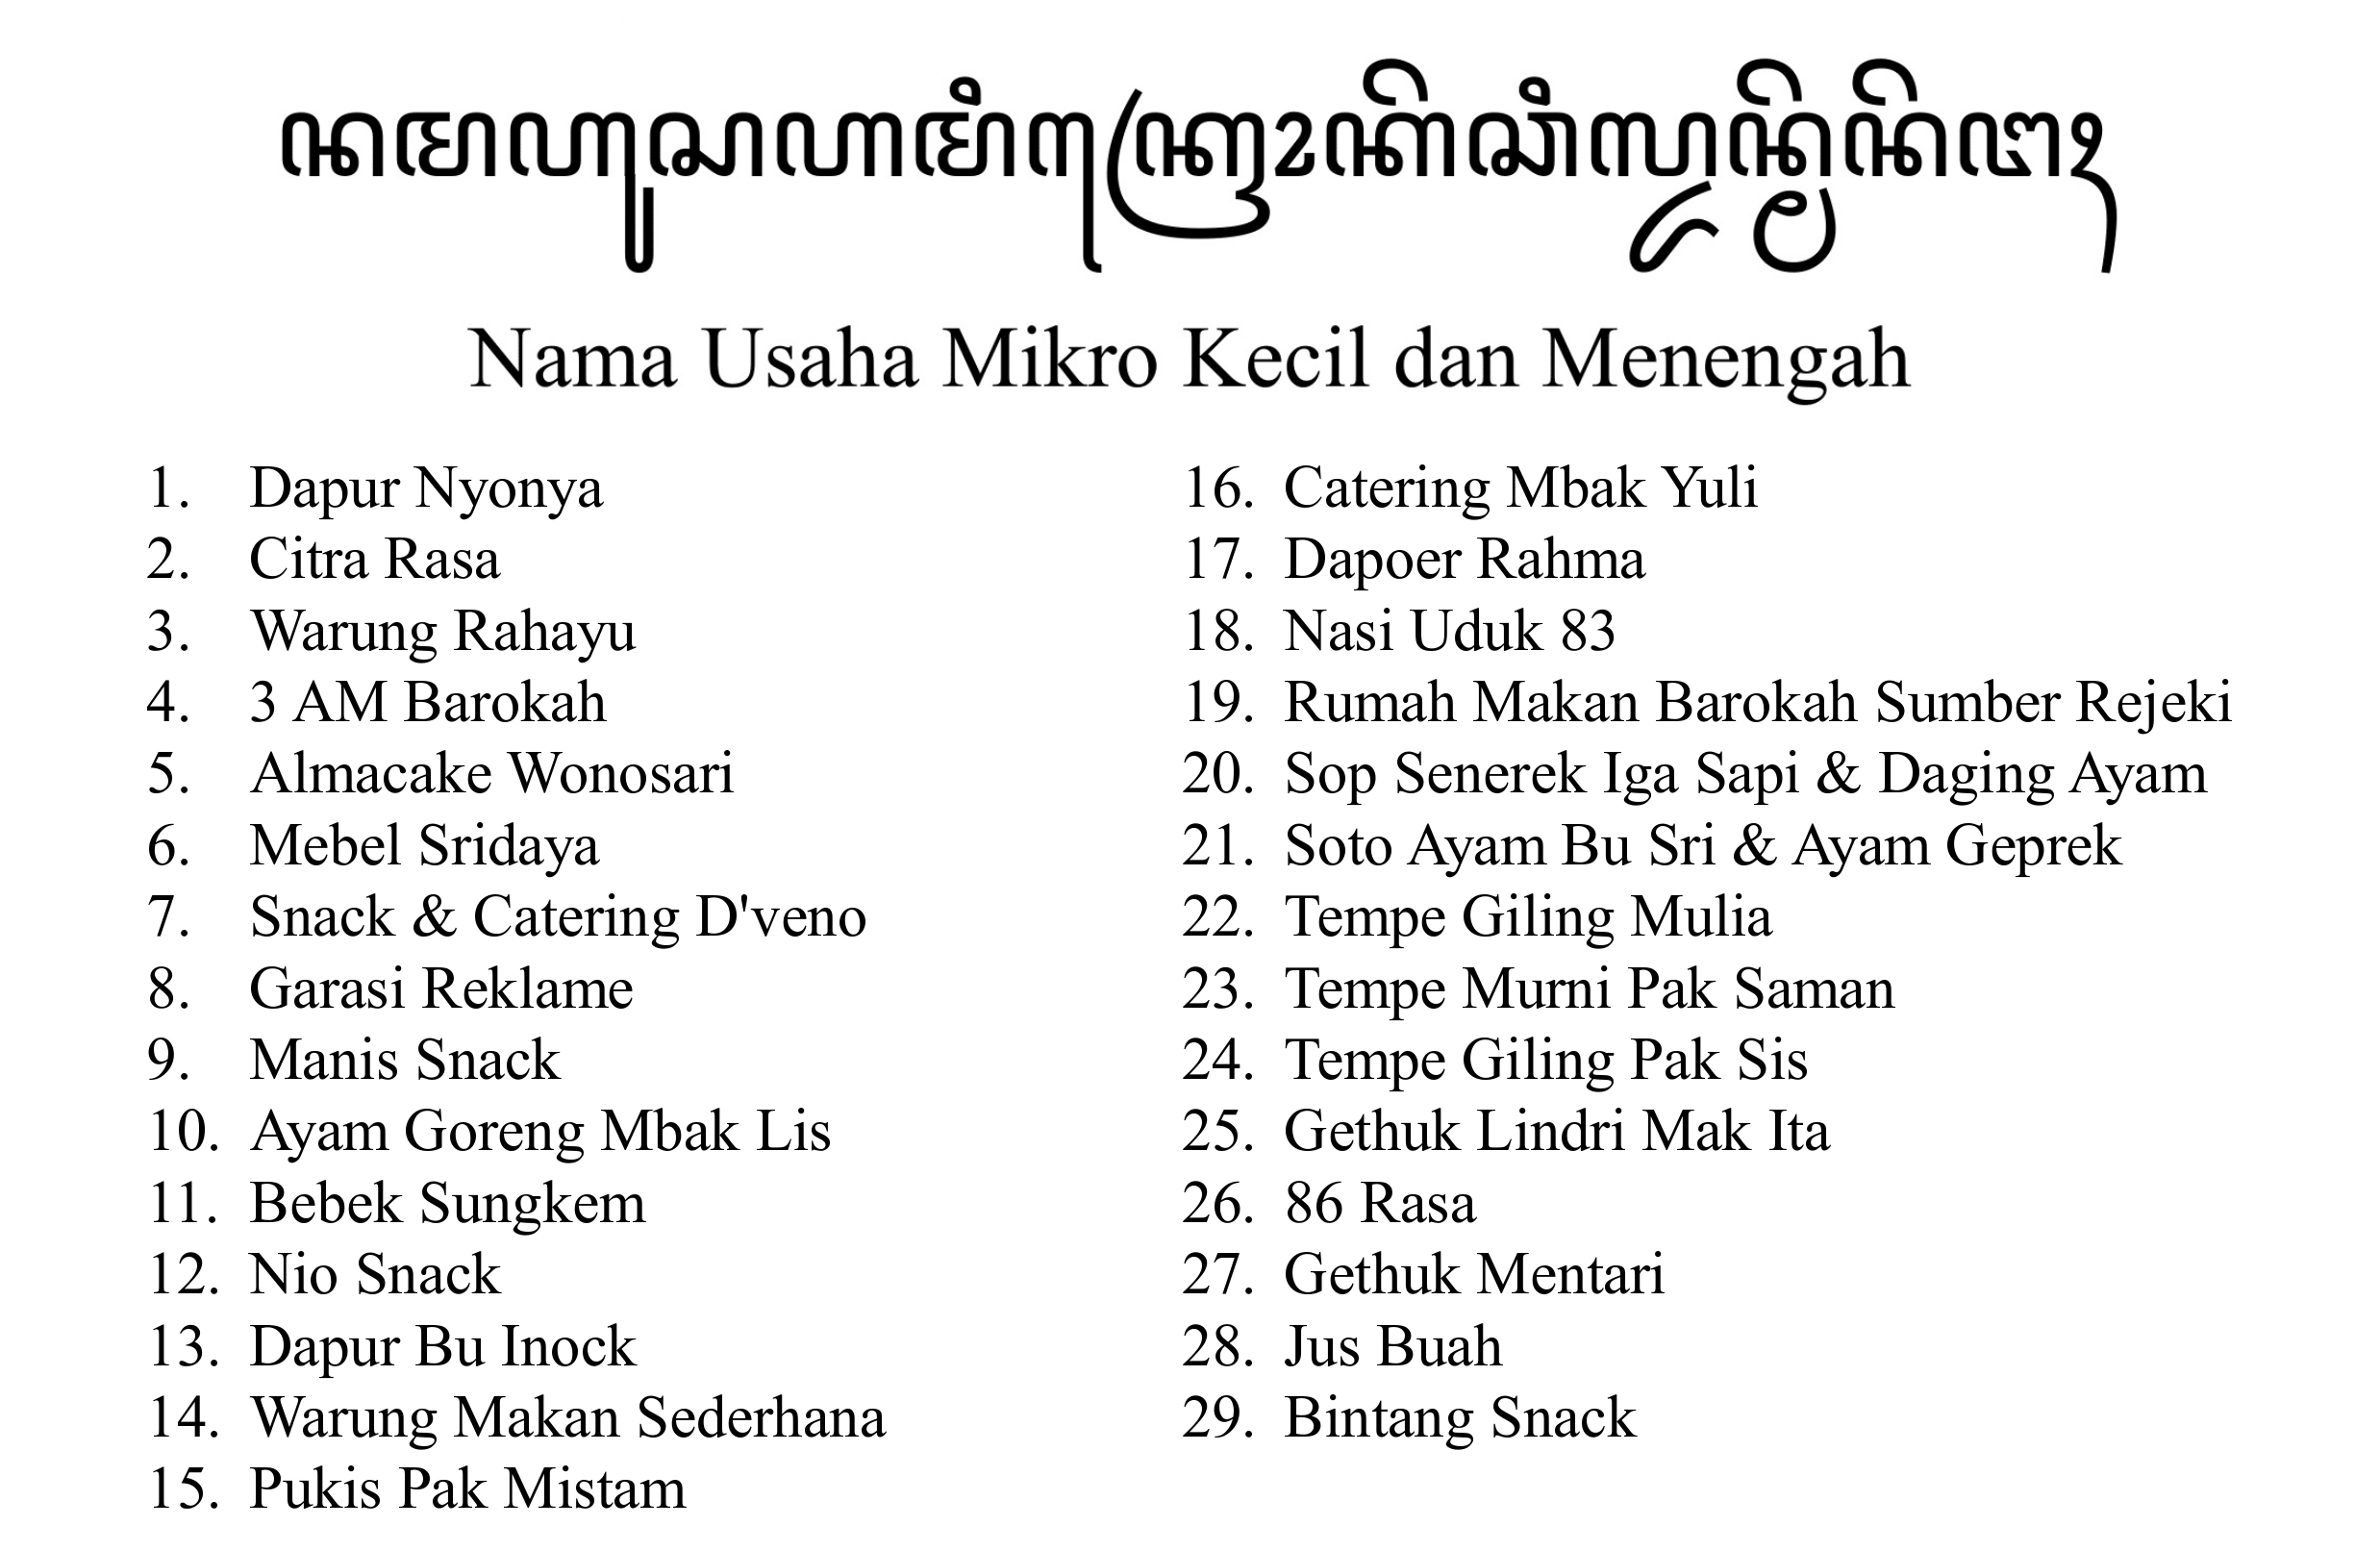 ꦤꦩꦲꦸꦱꦲꦩꦶꦏꦿꦺꦴꦏꦼꦕꦶꦭ꧀ꦢꦤ꧀ꦩꦼꦤꦼꦔꦃ
Nama Usaha Mikro Kecil dan Menengah
1. Dapur Nyonya
2. Citra Rasa
3. Warung Rahayu
4. 3 AM Barokah
5. Almacake Wonosari
6. Mebel Sridaya
7. Snack & Catering D'veno
8. Garasi Reklame
9. Manis Snack
10. Ayam Goreng Mbak Lis
11. Bebek Sungkem
12. Nio Snack
13. Dapur Bu Inock
14. Warung Makan Sederhana
15. Pukis Pak Mistam
16. Catering Mbak Yuli
17. Dapoer Rahma
18. Nasi Uduk 83
19. Rumah Makan Barokah Sumber Rejeki
20. Sop Senerek Iga Sapi & Daging Ayam
21. Soto Ayam Bu Sri & Ayam Geprek
22. Tempe Giling Mulia
23. Tempe Murni Pak Saman
24. Tempe Giling Pak Sis
25. Gethuk Lindri Mak Ita
26. 86 Rasa
27. Gethuk Mentari
28. Jus Buah
29. Bintang Snack